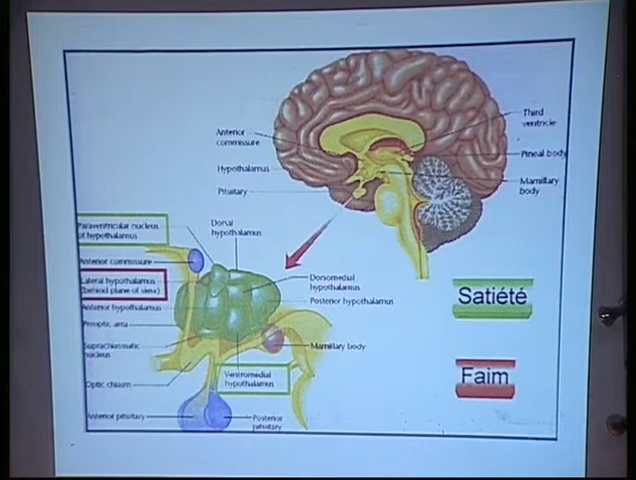 Anterior
commissure
Third
ventricle
Pineal body
Hypothalamus
Mamillary
body
Pituitary
Paraventricular nucleus
of hypothalamus
Dorsal
hypothalamus
Anterior commissure
Lateral hypothalamus
(behind plane of view)
Dorsomedial
hypothalamus
Posterior hypothalamus
Anterior hypothalamus
Preoptic area
Suprachiasmatic
nucleus
Mamillary body
Optic chiasm
Ventromedial
hypothalamus
Anterior pituitary
Posterior
pituitary
Satiété
Faim